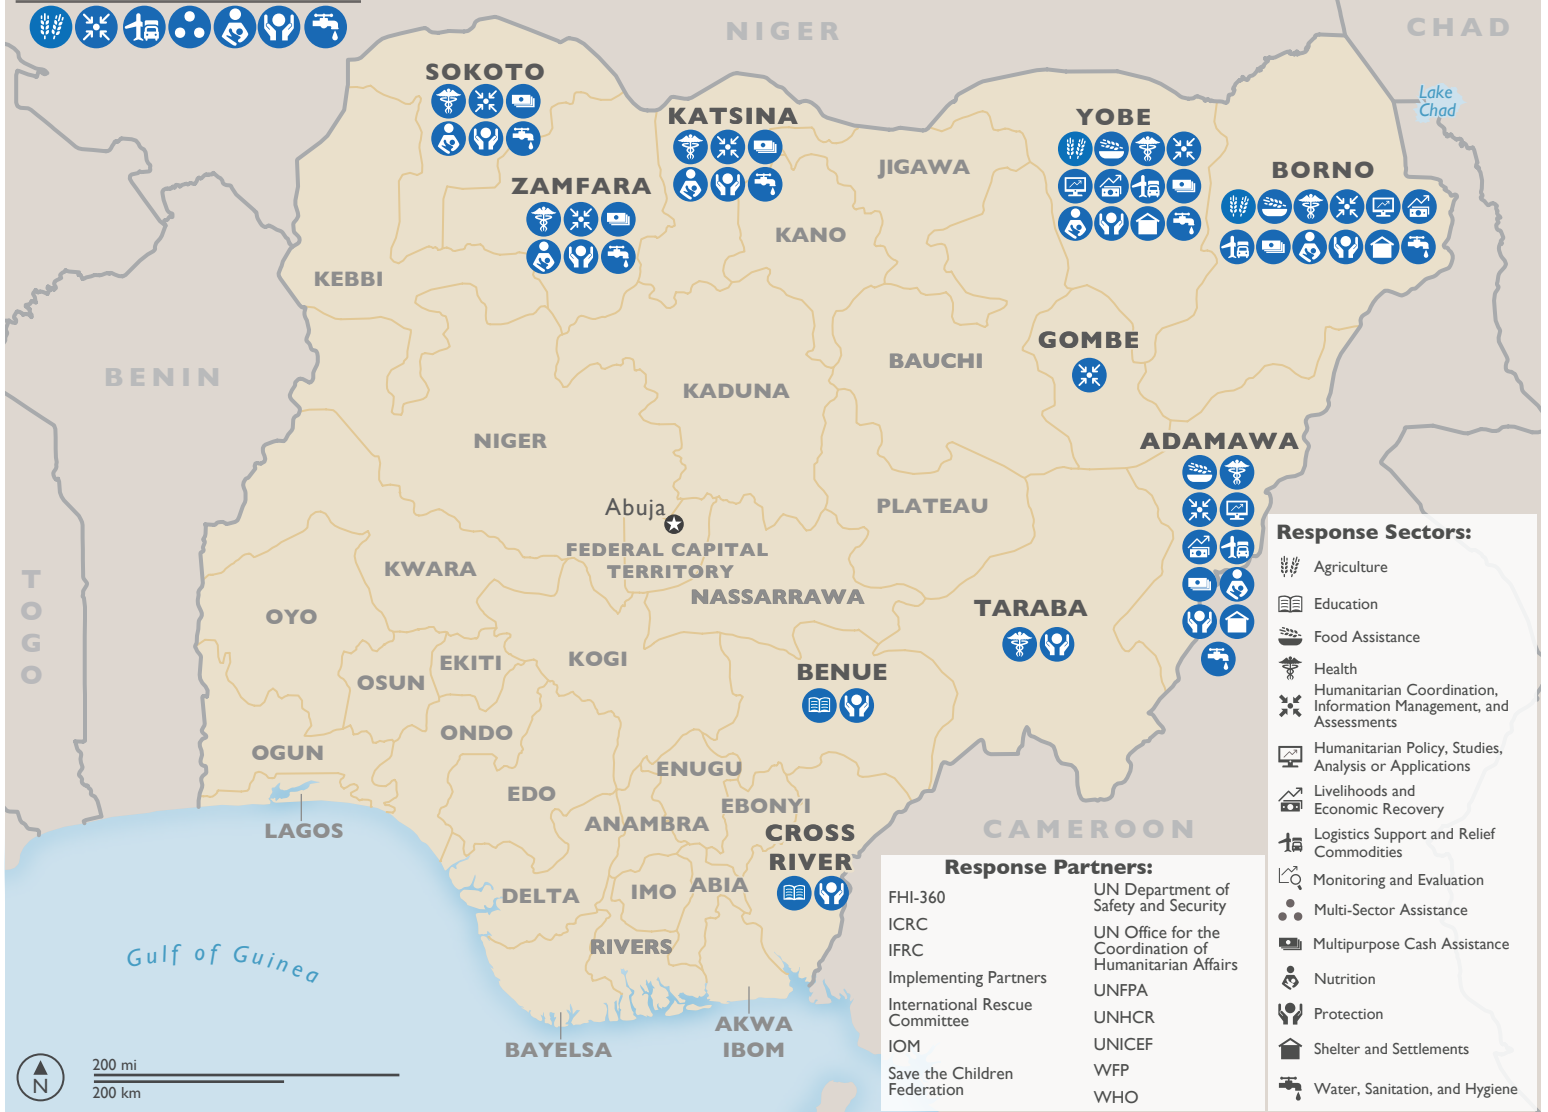 NIGER
CHAD
Lake
Chad
SOKOTO
KATSINA
YOBE
JIGAWA
BORNO
ZAMFARA
KANO
KEBBI
GOMBE
BAUCHI
BENIN
KADUNA
NIGER
ADAMAWA
Abuja
PLATEAU
FEDERAL CAPITAL
TERRITORY
KWARA
NASSARRAWA
TARABA
OYO
T
O
G
O
EKITI
KOGI
OSUN
BENUE
ONDO
OGUN
ENUGU
EDO
EBONYI
ANAMBRA
LAGOS
CROSS
RIVER
CAMEROON
DELTA
IMO
ABIA
RIVERS
Gulf of Guinea
AKWA
IBOM
BAYELSA
N
200 mi
200 km
Response Partners:
FHI-360
ICRC
IFRC
Implementing Partners
International Rescue
Committee
IOM
Save the Children
Federation
UN Department of
Safety and Security
UN Office for the
Coordination of
Humanitarian Affairs
UNFPA
UNHCR
UNICEF
WFP
WHO
Response Sectors:
Agriculture
Education
Food Assistance
Health
Humanitarian Coordination,
Information Management, and
Assessments
Humanitarian Policy, Studies,
Analysis or Applications
Livelihoods and
Economic Recovery
Logistics Support and Relief
Commodities
Monitoring and Evaluation
Multi-Sector Assistance
Multipurpose Cash Assistance
Nutrition
Protection
Shelter and Settlements
Water, Sanitation, and Hygiene